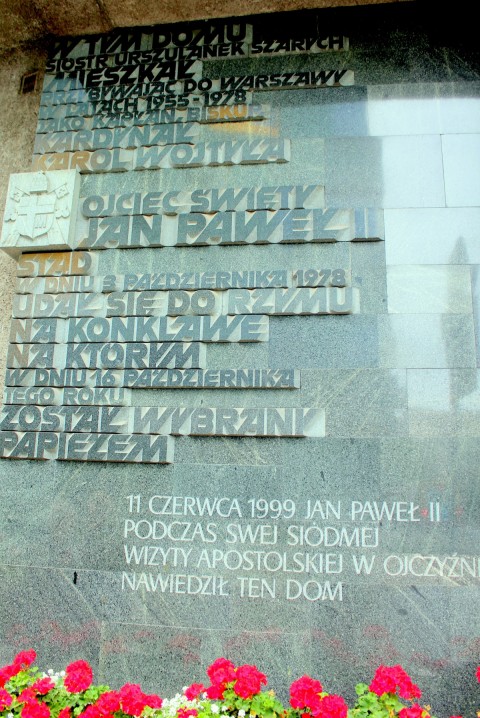 W TYM DOMU
SIÓSTR URSZULANEK SZARYCH
MIESZKAŁ
PRZYBYWAJĄC DO WARSZAWY
W LATACH 1955-1978
JAKO KAPŁAN-BISKUP
KARDYNAŁ
KAROL WOJTYŁA
OJCIEC ŚWIĘTY
JAN PAWEŁ II
STĄD
W DNIU 3 PAŹDZIERNIKA 1978
UDAŁ SIĘ DO RZYMU
NA KONKLAWE
NA KTÓRYM
W DNIU 16 PAŹDZIERNIKA
TEGO ROKU
ZOSTAŁ WYBRANY
PAPIEŻEM
11 CZERWCA 1999 JAN PAWEŁ II
PODCZAS SWEJ SIÓDMEJ
WIZYTY APOSTOLSKIEJ W OJCZYŹNI
NAWIEDZIŁ TEN DOM